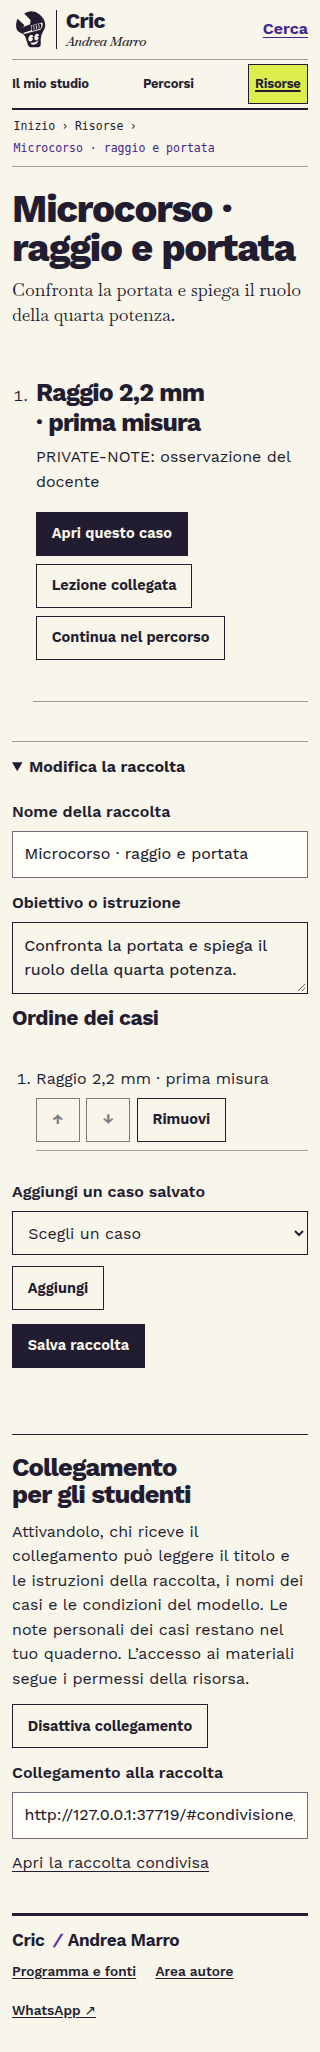 Cric
Andrea Marro
Cerca
Il mio studio
Percorsi
Risorse
Inizio › Risorse ›
Microcorso · raggio e portata
Microcorso ·
raggio e portata
Confronta la portata e spiega il ruolo
della quarta potenza.
1. Raggio 2,2 mm
· prima misura
PRIVATE-NOTE: osservazione del
docente
Apri questo caso
Lezione collegata
Continua nel percorso
▼ Modifica la raccolta
Nome della raccolta
Microcorso · raggio e portata
Obiettivo o istruzione
Confronta la portata e spiega il
ruolo della quarta potenza.
Ordine dei casi
1. Raggio 2,2 mm · prima misura
↑ ↓ Rimuovi
Aggiungi un caso salvato
Scegli un caso
Aggiungi
Salva raccolta
Collegamento
per gli studenti
Attivandolo, chi riceve il
collegamento può leggere il titolo e
le istruzioni della raccolta, i nomi dei
casi e le condizioni del modello. Le
note personali dei casi restano nel
tuo quaderno. L’accesso ai materiali
segue i permessi della risorsa.
Disattiva collegamento
Collegamento alla raccolta
http://127.0.0.1:37719/#condivisione,
Apri la raccolta condivisa
Cric / Andrea Marro
Programma e fonti
Area autore
WhatsApp ↗